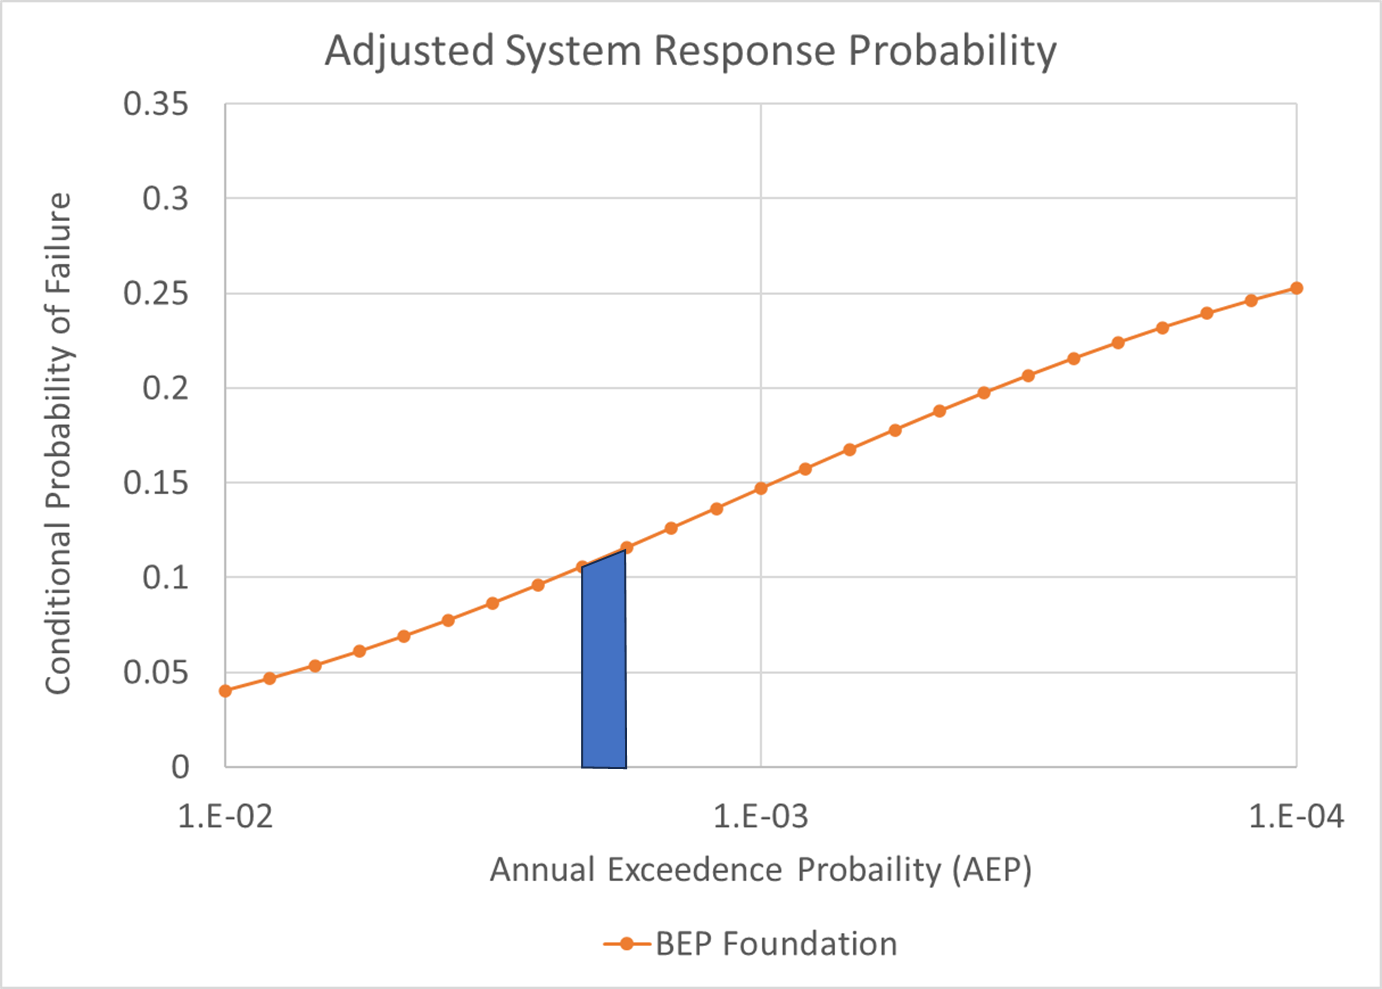 Adjusted System Response Probability
0.35
0.3
0.25
0.2
0.15
0.1
0.05
0
Conditional Probability of Failure
1.E-02 1.E-03 1.E-04
Annual Exceedence Probaility (AEP)
BEP Foundation